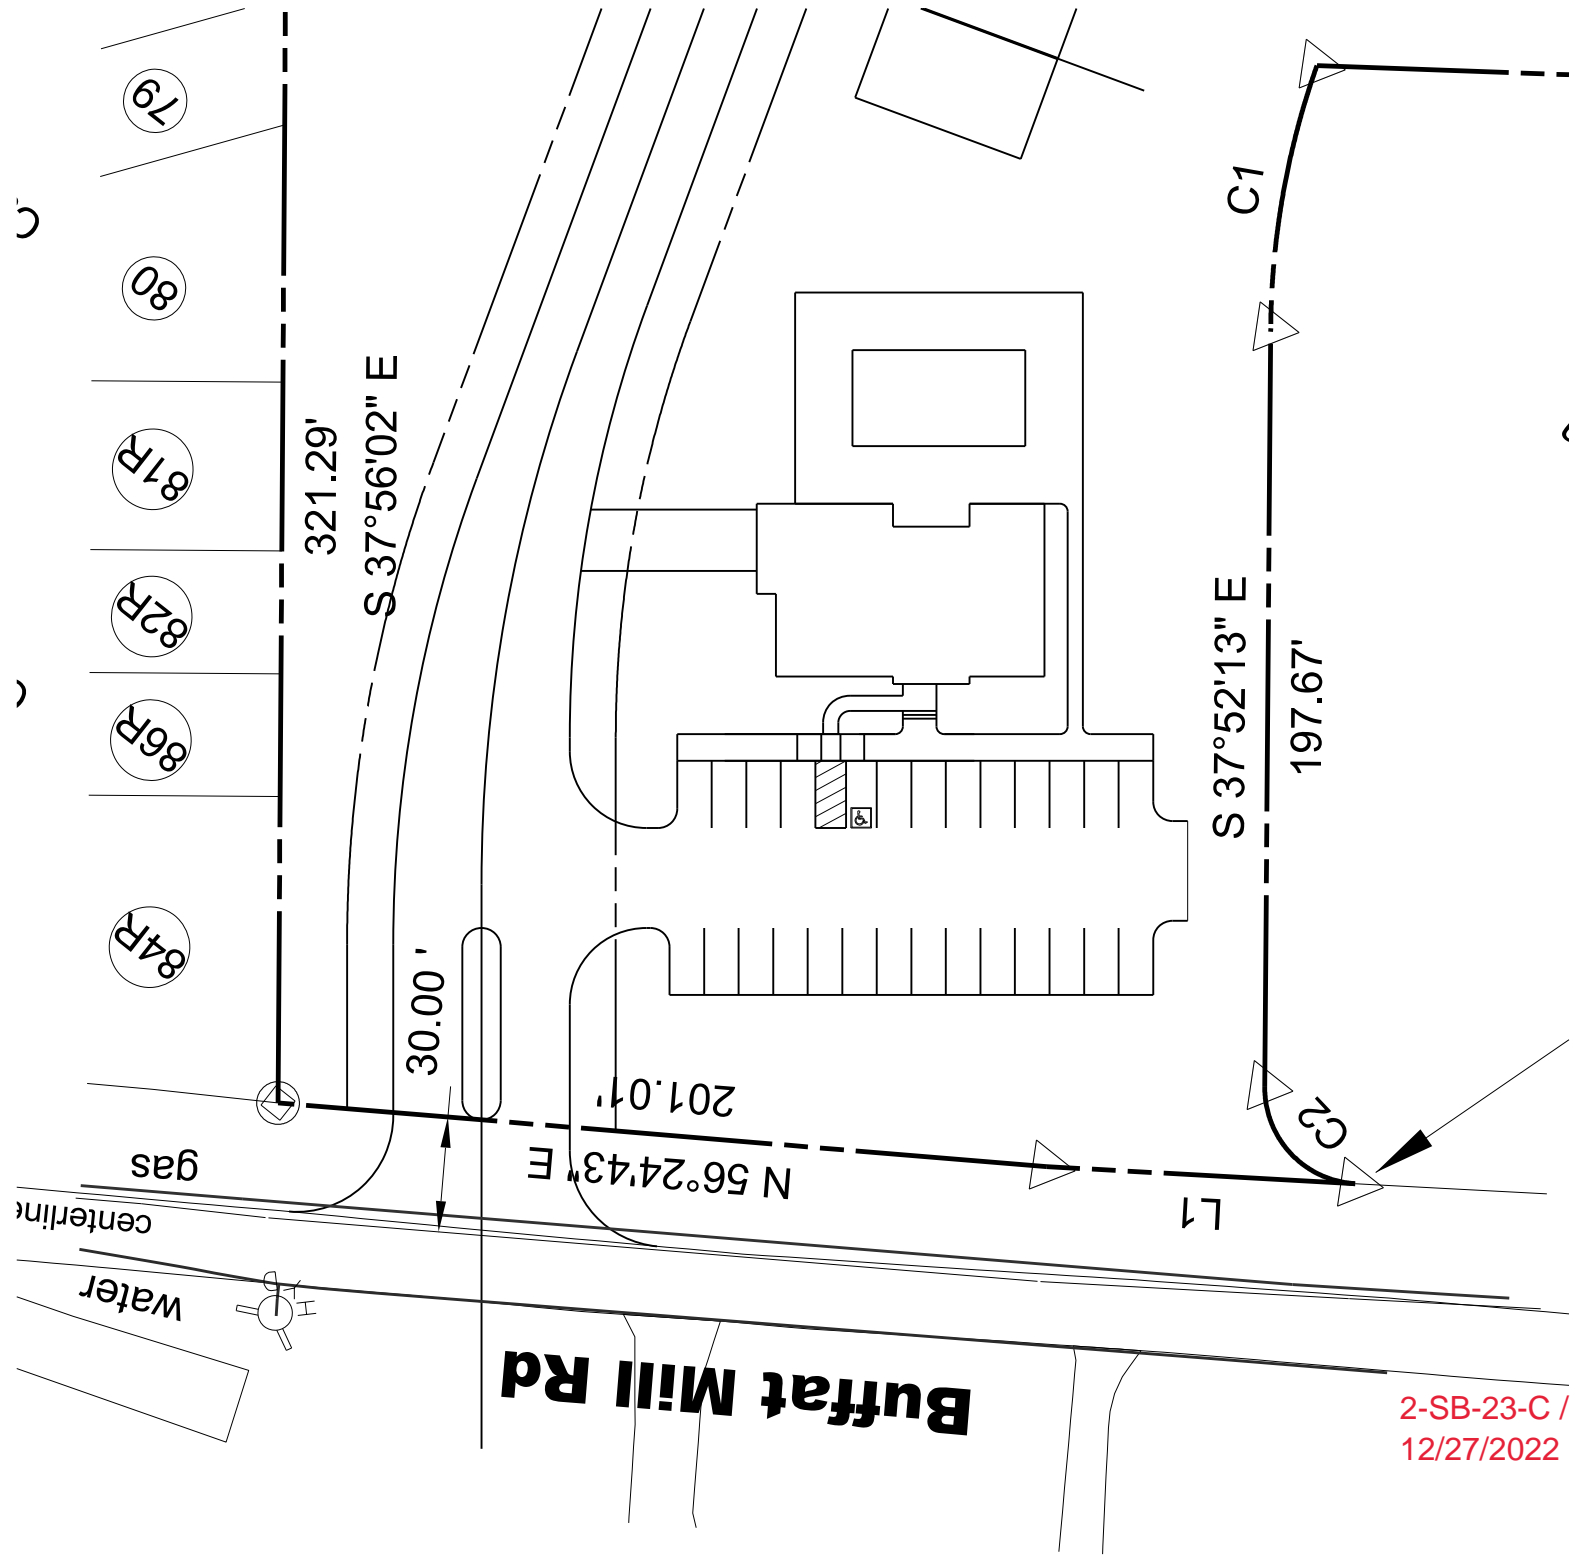 79
80
81R
82R
86R
84R
321.29'
S 37°56'02" E
C1
S 37°52'13" E
197.67'
30.00 '
201.01'
N 56°24'43" E
C2
L1
gas
water
Buffat Mill Rd
2-SB-23-C /
12/27/2022